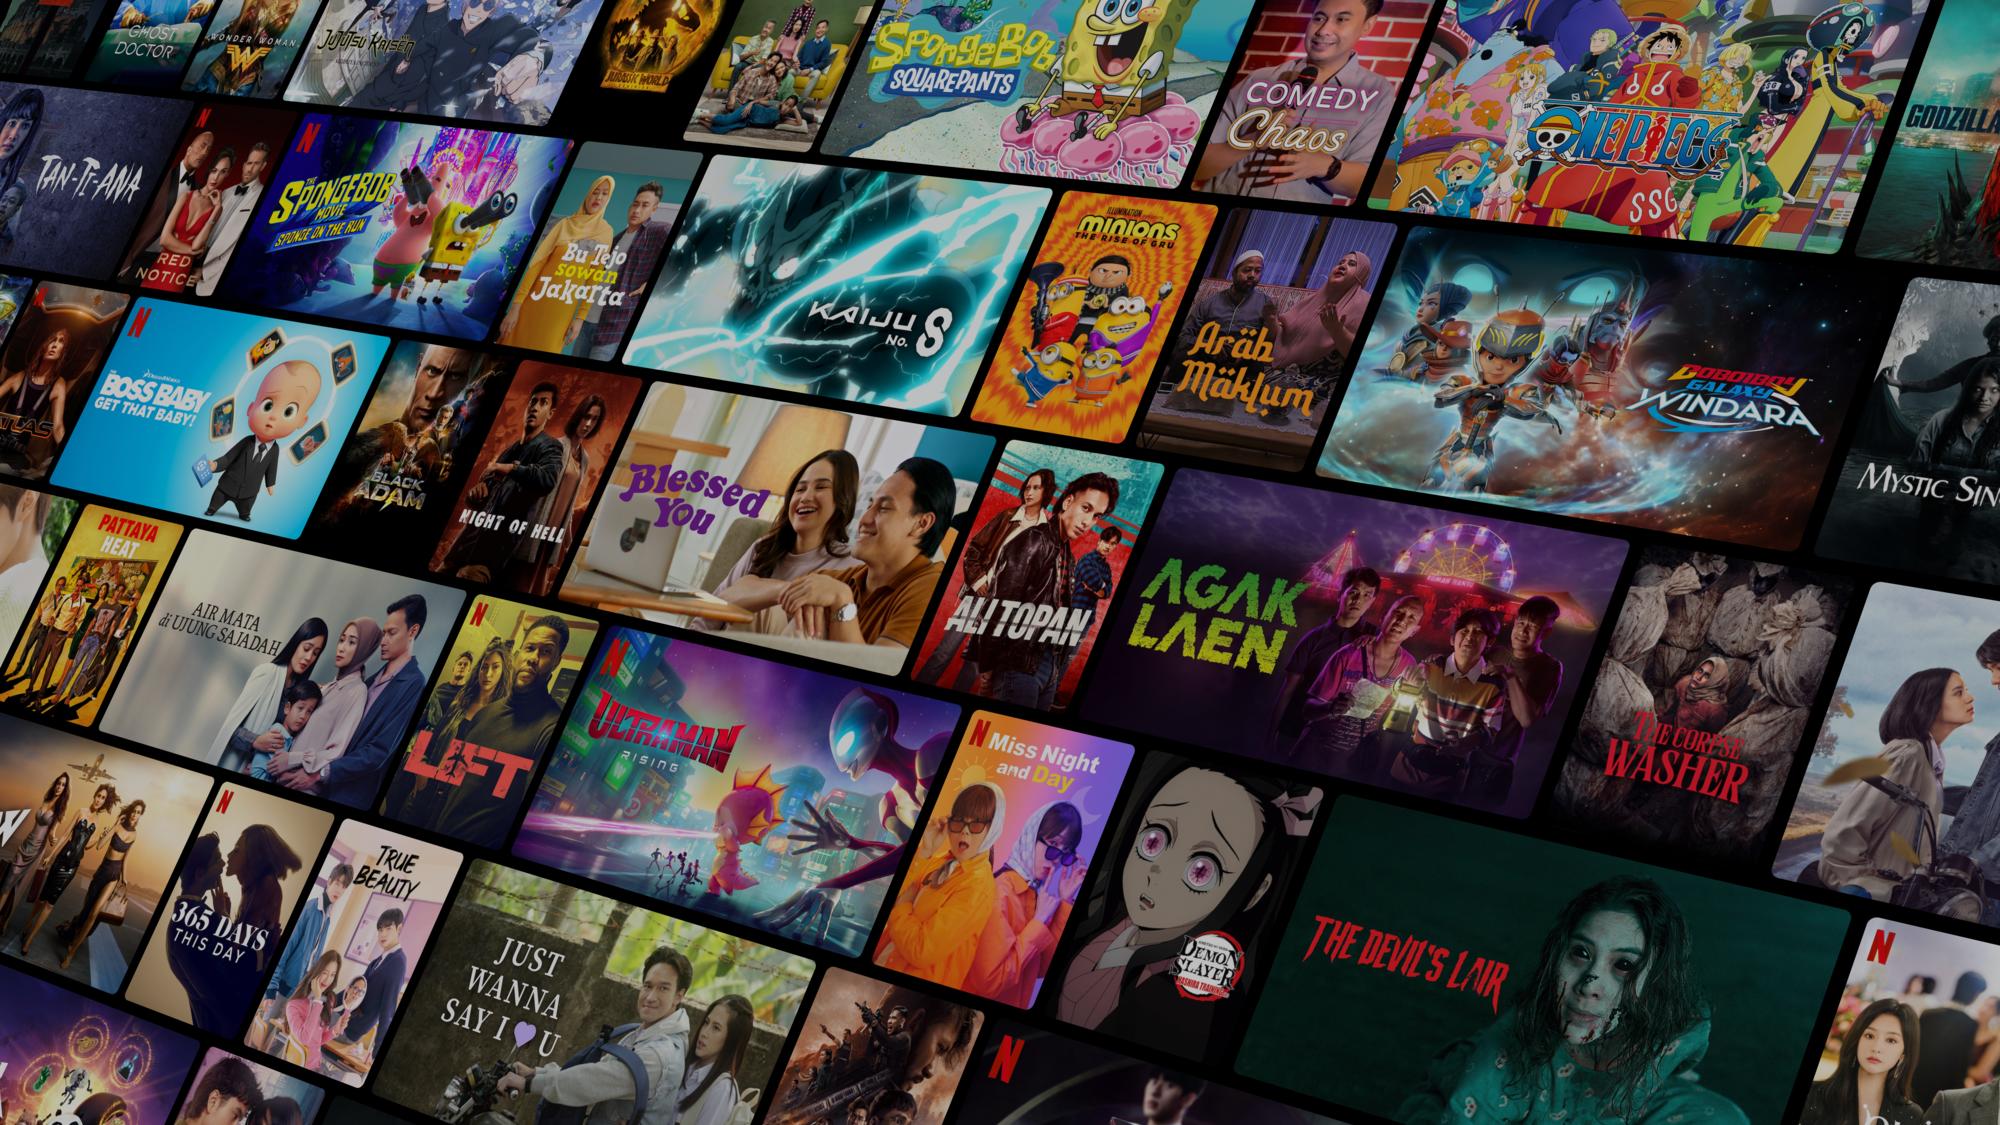 GHOST
DOCTOR
WONDER WOMAN
JUJUTSU KAISEN
JURASSIC WORLD
SPONGEBOB
SQUAREPANTS
COMEDY
Chaos
ONE PIECE
SSG
GODZILLA
TAN-TI-ANA
N
RED
NOTICE
N
THE
SPONGEBOB
MOVIE
SPONGE ON THE RUN
Bu Tejo
sowan
Jakarta
KAIJU
No. 8
ILLUMINATION
MINIONS
THE RISE OF GRU
Arab
Maklum
BOBOIBOY
GALAXY
WINDARA
MYSTIC SIN
ATLAS
N
THE
DREAMWORKS
BOSS BABY
GET THAT BABY!
BLACK
ADAM
NIGHT OF HELL
Blessed
You
ALI TOPAN
AGAK
LAEN
THE CORPSE
WASHER
PATTAYA
HEAT
AIR MATA
di UJUNG SAJADAH
N
LIFT
N
ULTRAMAN
RISING
N
Miss Night
and Day
DEMON
SLAYER
HASHIRA TRAINING
THE DEVIL'S LAIR
W
N
365 DAYS
THIS DAY
TRUE
BEAUTY
JUST
WANNA
SAY I 💜 U
N
N